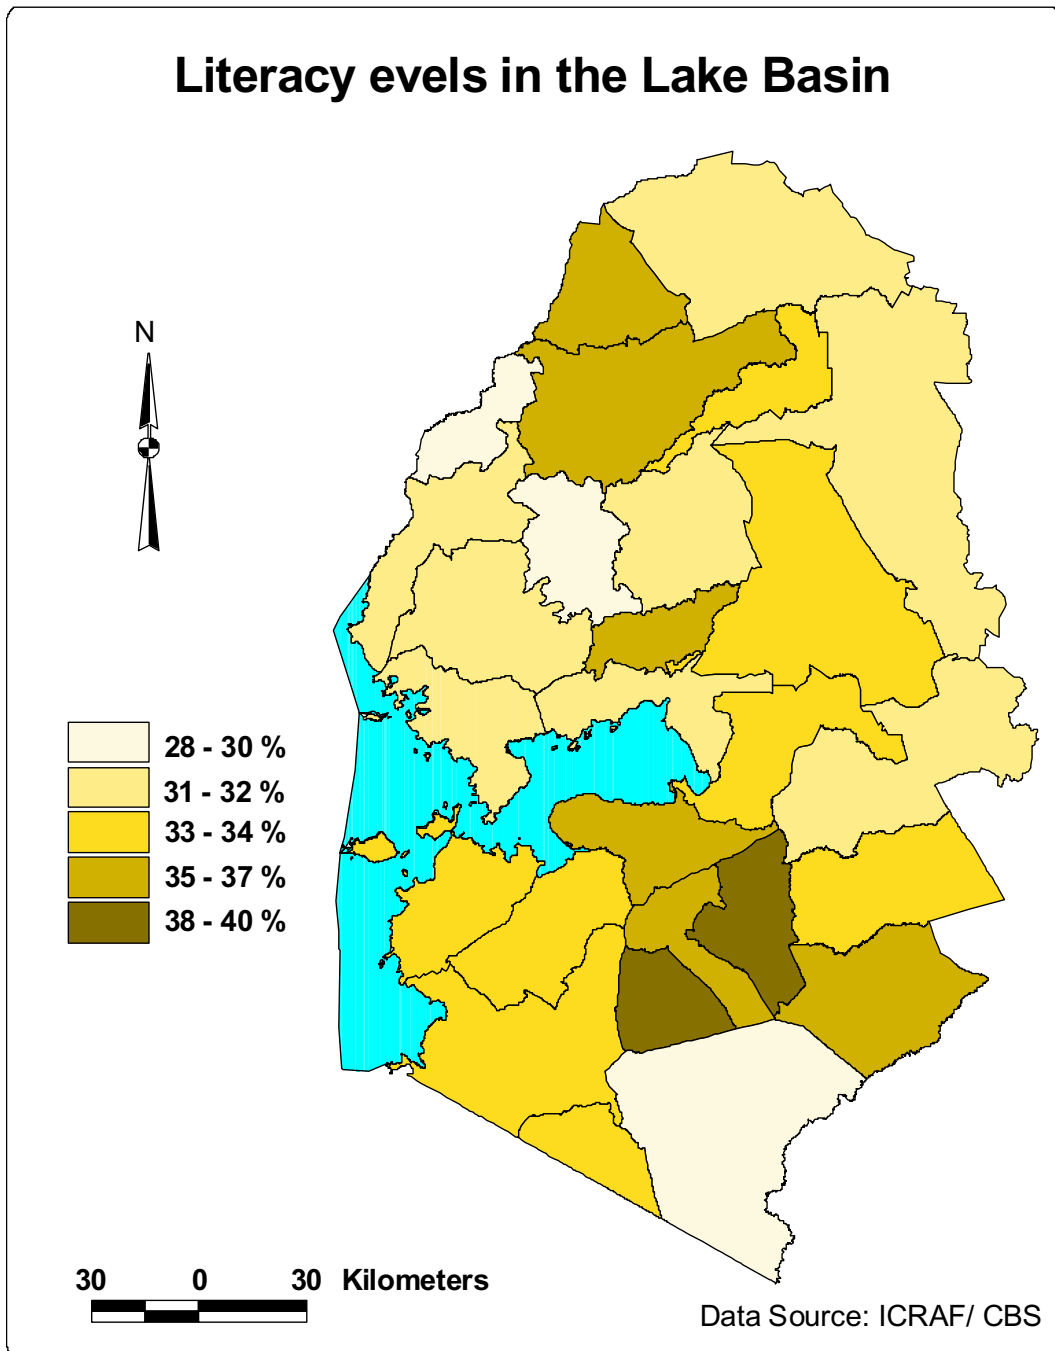 Literacy evels in the Lake Basin
N
28 - 30 %
31 - 32 %
33 - 34 %
35 - 37 %
38 - 40 %
30 0 30 Kilometers
Data Source: ICRAF/ CBS